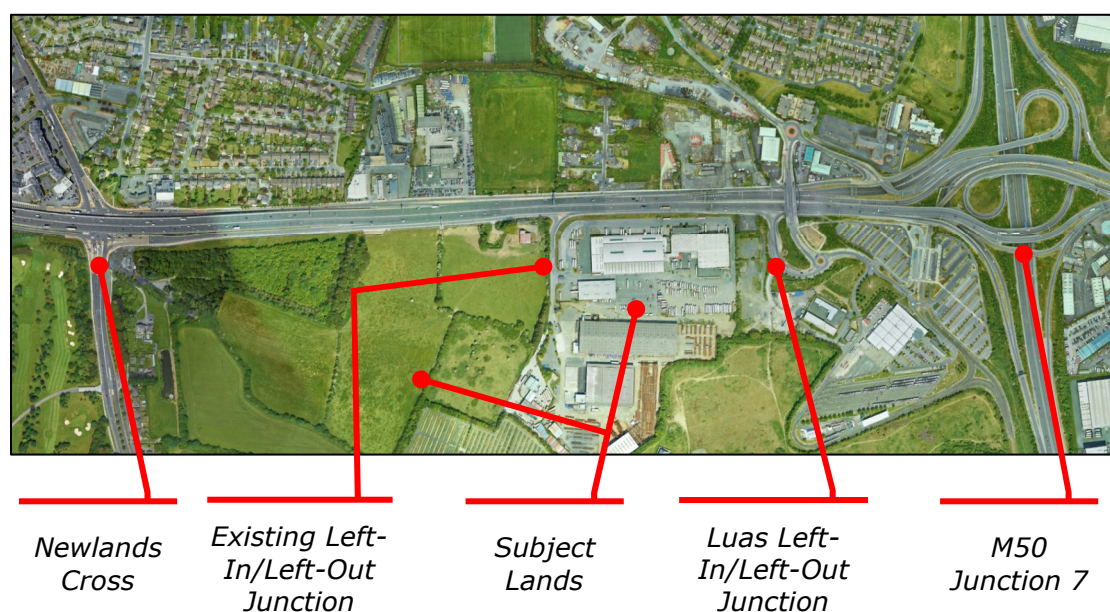 Newlands
Cross
Existing Left-
In/Left-Out
Junction
Subject
Lands
Luas Left-
In/Left-Out
Junction
M50
Junction 7